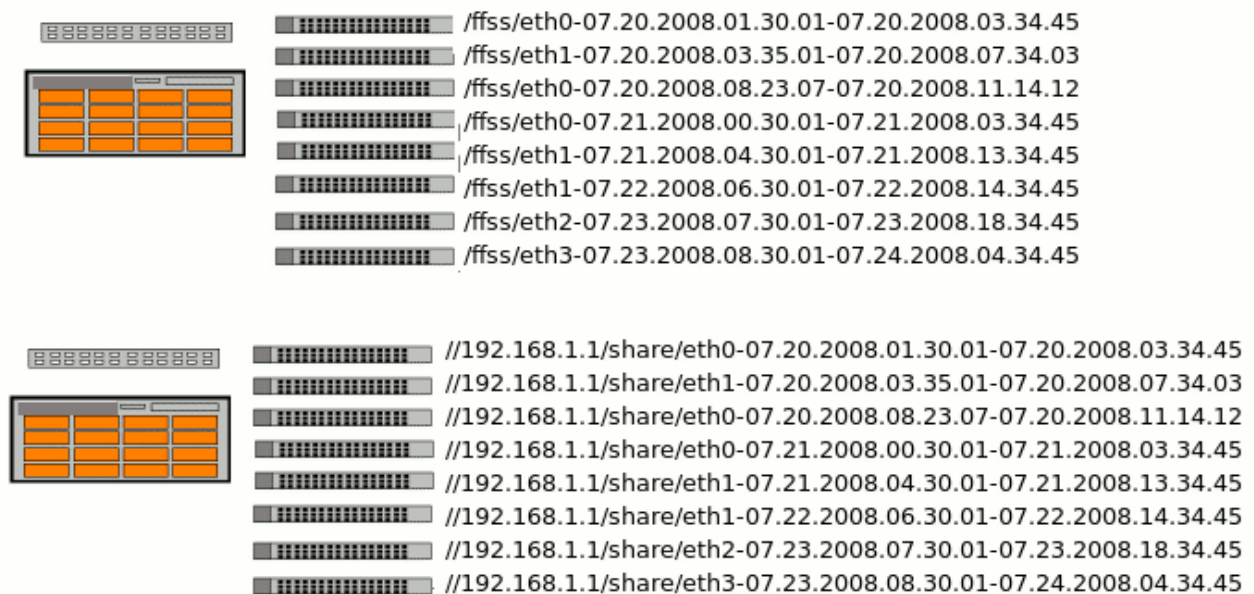 /ffss/eth0-07.20.2008.01.30.01-07.20.2008.03.34.45
/ffss/eth1-07.20.2008.03.35.01-07.20.2008.07.34.03
/ffss/eth0-07.20.2008.08.23.07-07.20.2008.11.14.12
/ffss/eth0-07.21.2008.00.30.01-07.21.2008.03.34.45
/ffss/eth1-07.21.2008.04.30.01-07.21.2008.13.34.45
/ffss/eth1-07.22.2008.06.30.01-07.22.2008.14.34.45
/ffss/eth2-07.23.2008.07.30.01-07.23.2008.18.34.45
/ffss/eth3-07.23.2008.08.30.01-07.24.2008.04.34.45
//192.168.1.1/share/eth0-07.20.2008.01.30.01-07.20.2008.03.34.45
//192.168.1.1/share/eth1-07.20.2008.03.35.01-07.20.2008.07.34.03
//192.168.1.1/share/eth0-07.20.2008.08.23.07-07.20.2008.11.14.12
//192.168.1.1/share/eth0-07.21.2008.00.30.01-07.21.2008.03.34.45
//192.168.1.1/share/eth1-07.21.2008.04.30.01-07.21.2008.13.34.45
//192.168.1.1/share/eth1-07.22.2008.06.30.01-07.22.2008.14.34.45
//192.168.1.1/share/eth2-07.23.2008.07.30.01-07.23.2008.18.34.45
//192.168.1.1/share/eth3-07.23.2008.08.30.01-07.24.2008.04.34.45